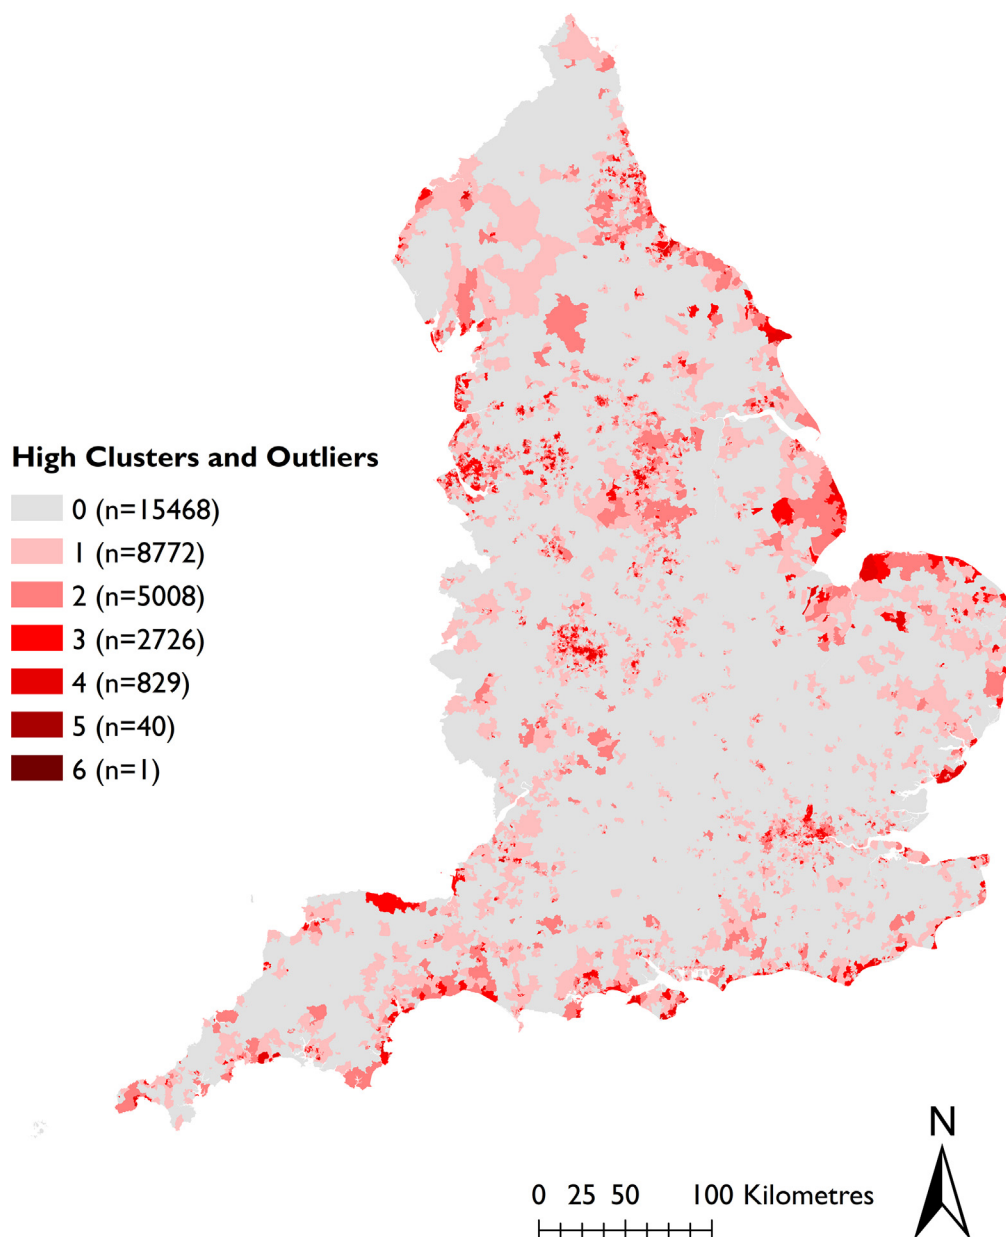 High Clusters and Outliers
0 (n=15468)
1 (n=8772)
2 (n=5008)
3 (n=2726)
4 (n=829)
5 (n=40)
6 (n=1)
N
0 25 50 100 Kilometres